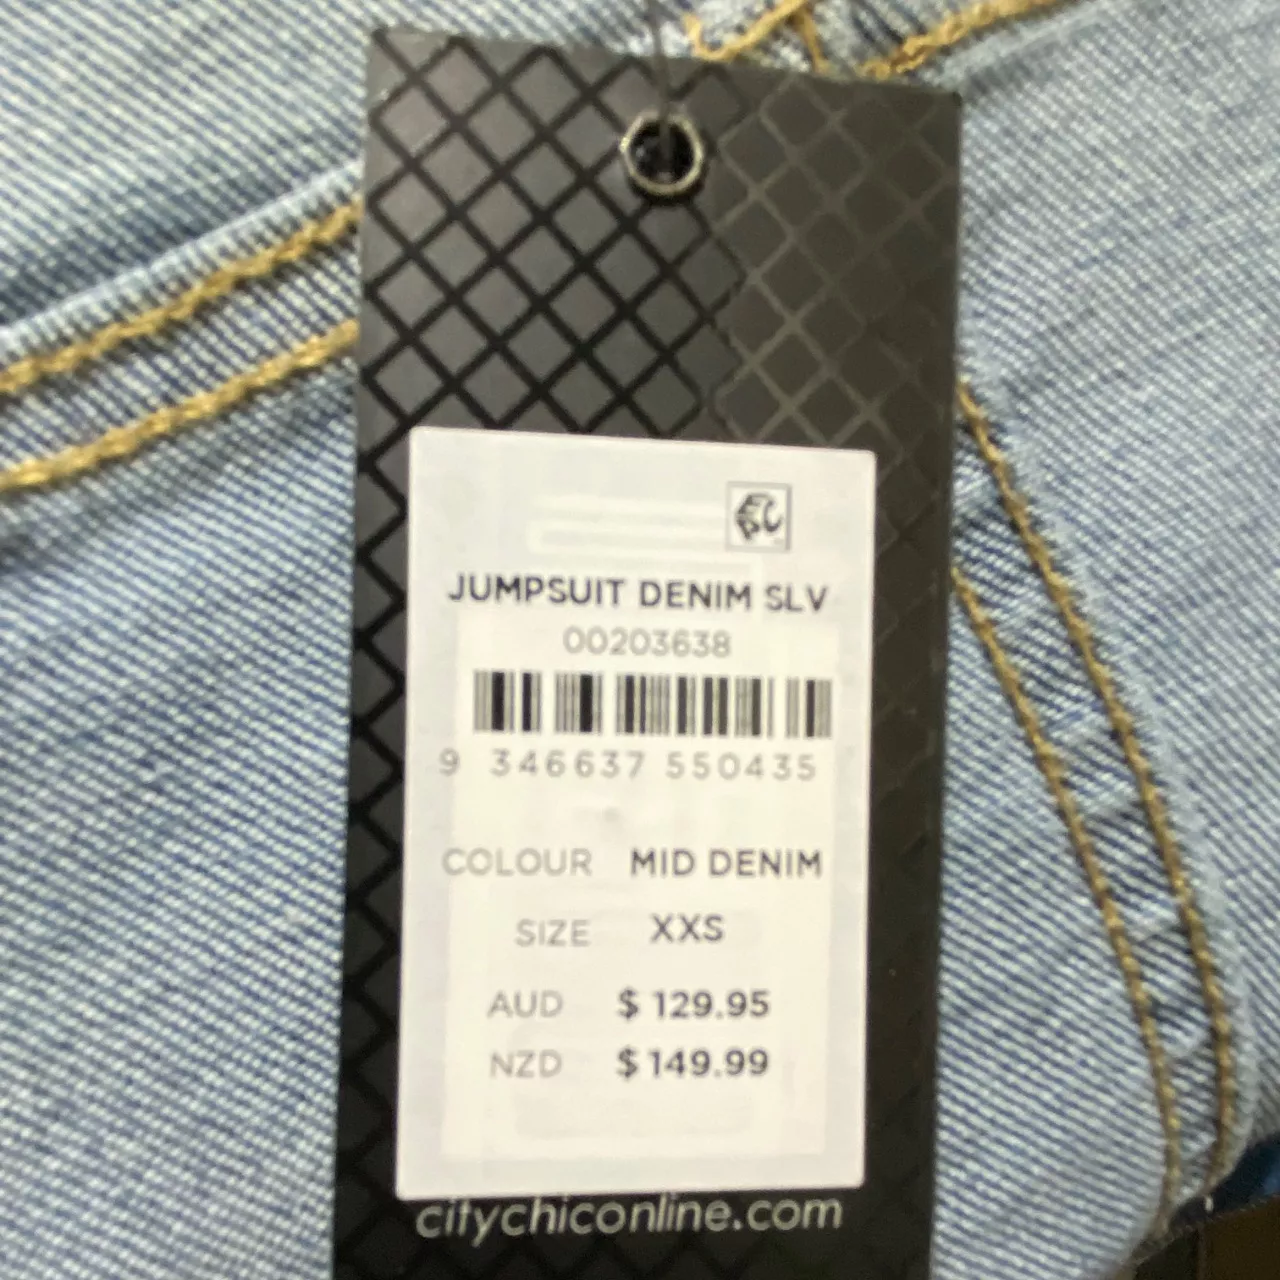 JUMPSUIT DENIM SLV
00203638
9 346637 550435
COLOUR MID DENIM
SIZE XXS
AUD $ 129.95
NZD $ 149.99
citychiconline.com